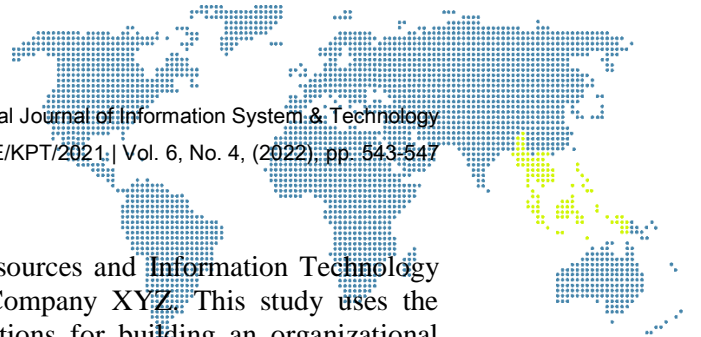 al Journal of Information System & Technology
E/KPT/2021 | Vol. 6, No. 4, (2022), pp. 543-547
sources and Information Technology
Company XYZ. This study uses the
tions for building an organizational